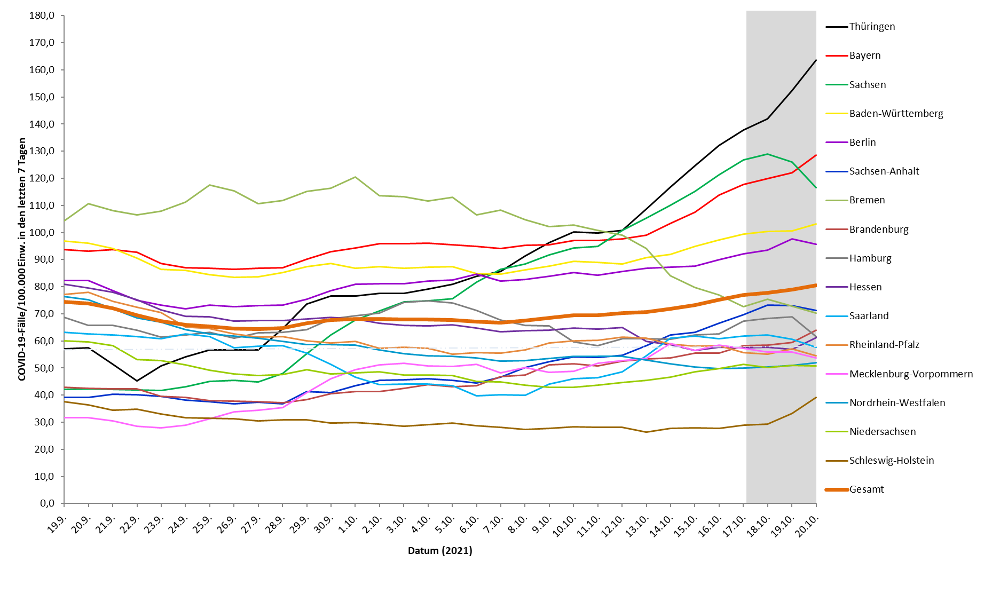 COVID-19-Fälle/100.000 Einw. in den letzten 7 Tagen
180,0
170,0
160,0
150,0
140,0
130,0
120,0
110,0
100,0
90,0
80,0
70,0
60,0
50,0
40,0
30,0
20,0
10,0
0,0
19.9.
20.9.
21.9.
22.9.
23.9.
24.9.
25.9.
26.9.
27.9.
28.9.
29.9.
30.9.
1.10.
2.10.
3.10.
4.10.
5.10.
6.10.
7.10.
8.10.
9.10.
10.10.
11.10.
12.10.
13.10.
14.10.
15.10.
16.10.
17.10.
18.10.
19.10.
20.10.
Datum (2021)
Thüringen
Bayern
Sachsen
Baden-Württemberg
Berlin
Sachsen-Anhalt
Bremen
Brandenburg
Hamburg
Hessen
Saarland
Rheinland-Pfalz
Mecklenburg-Vorpommern
Nordrhein-Westfalen
Niedersachsen
Schleswig-Holstein
Gesamt